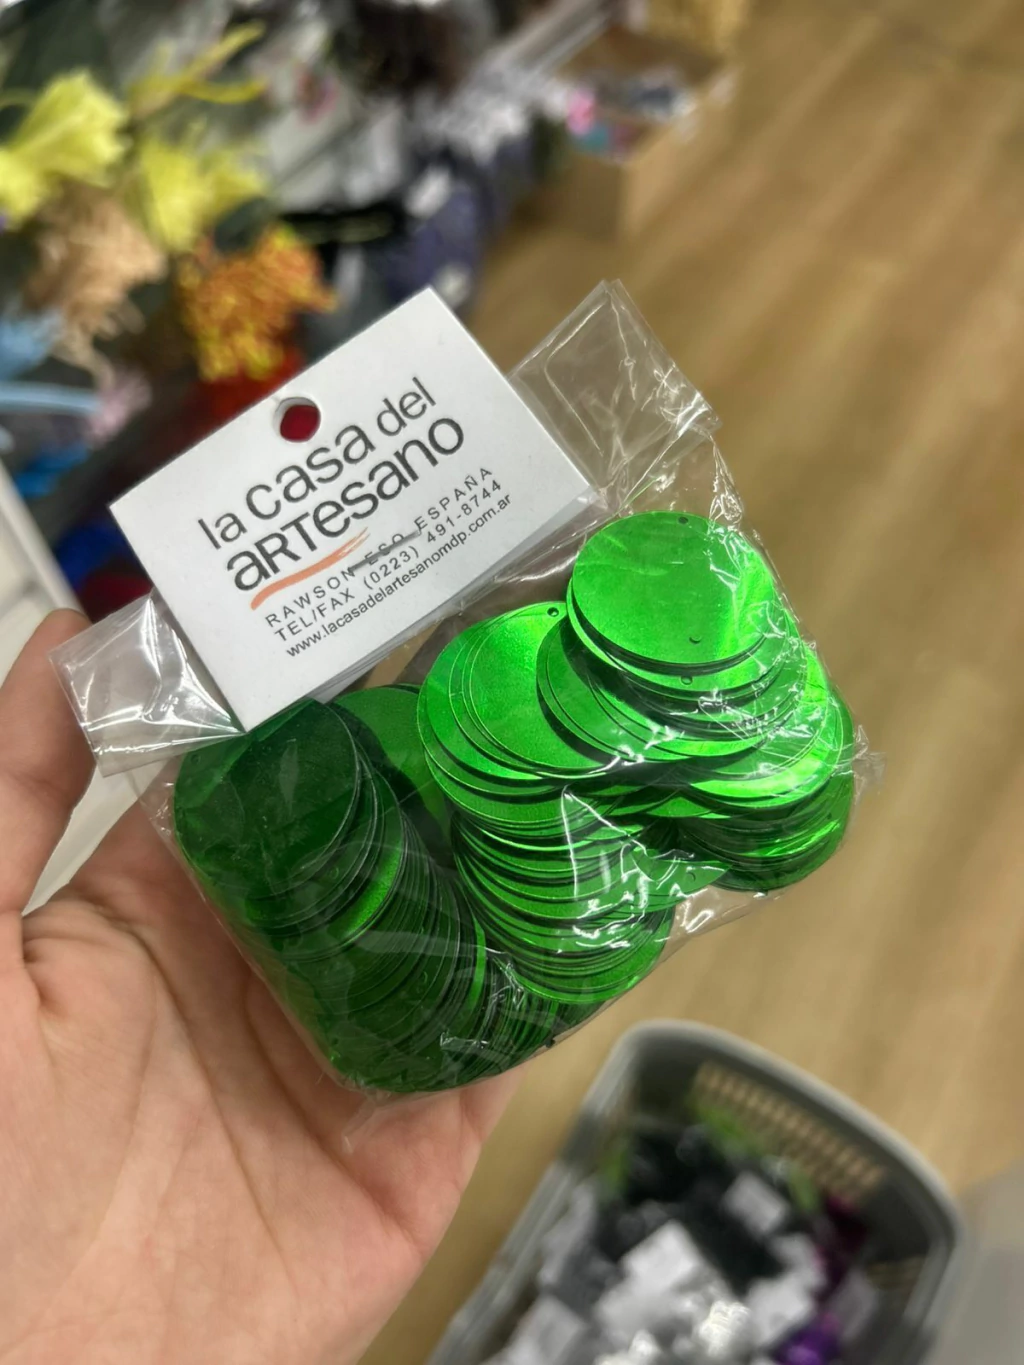 la casa del
aRTesano
RAWSON ESQ ESPAÑA
TEL/FAX (0223) 491-8744
www.lacasadelartesanomdp.com.ar